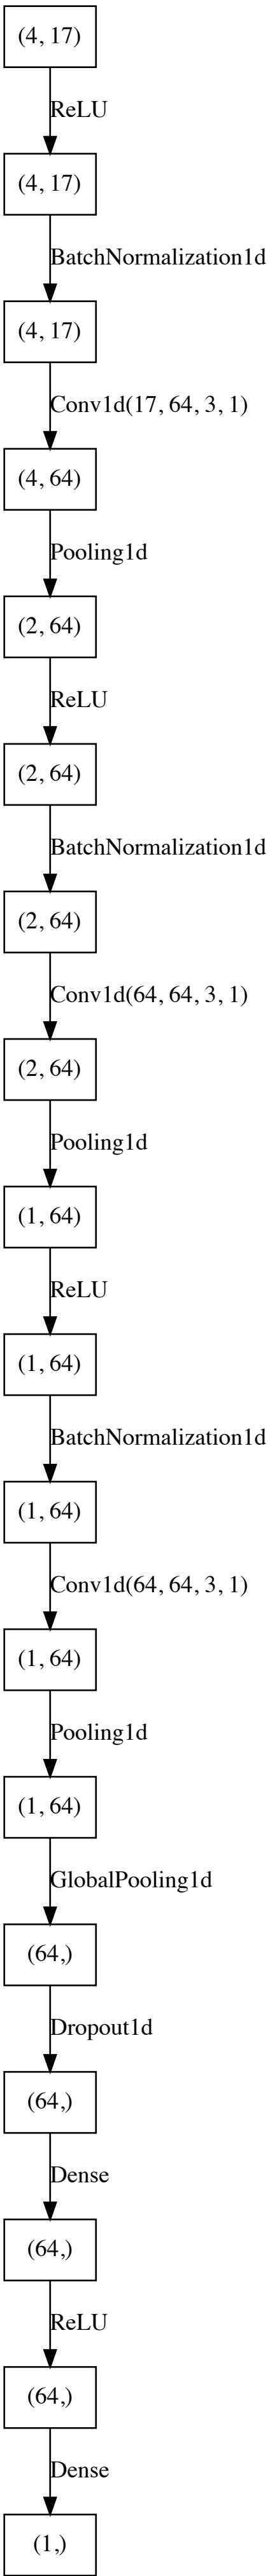 (4, 17)
ReLU
(4, 17)
BatchNormalization1d
(4, 17)
Conv1d(17, 64, 3, 1)
(4, 64)
Pooling1d
(2, 64)
ReLU
(2, 64)
BatchNormalization1d
(2, 64)
Conv1d(64, 64, 3, 1)
(2, 64)
Pooling1d
(1, 64)
ReLU
(1, 64)
BatchNormalization1d
(1, 64)
Conv1d(64, 64, 3, 1)
(1, 64)
Pooling1d
(1, 64)
GlobalPooling1d
(64,)
Dropout1d
(64,)
Dense
(64,)
ReLU
(64,)
Dense
(1,)